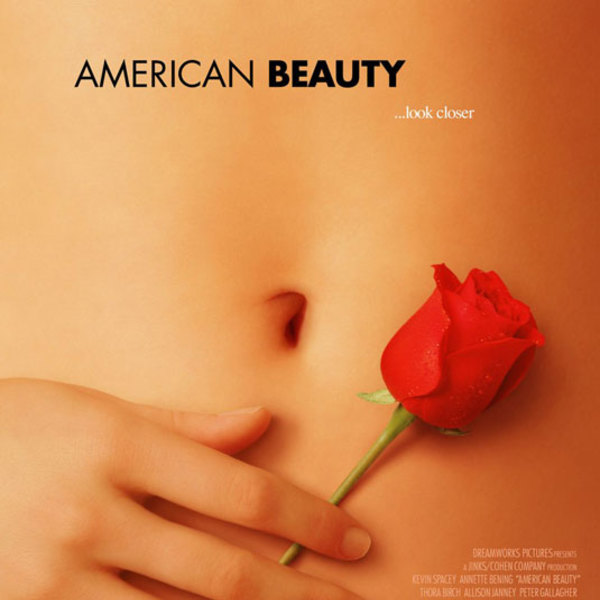 AMERICAN BEAUTY
...look closer
DREAMWORKS PICTURES PRESENTS
A JINKS/COHEN COMPANY PRODUCTION
KEVIN SPACEY ANNETTE BENING "AMERICAN BEAUTY"
THORA BIRCH ALLISON JANNEY PETER GALLAGHER